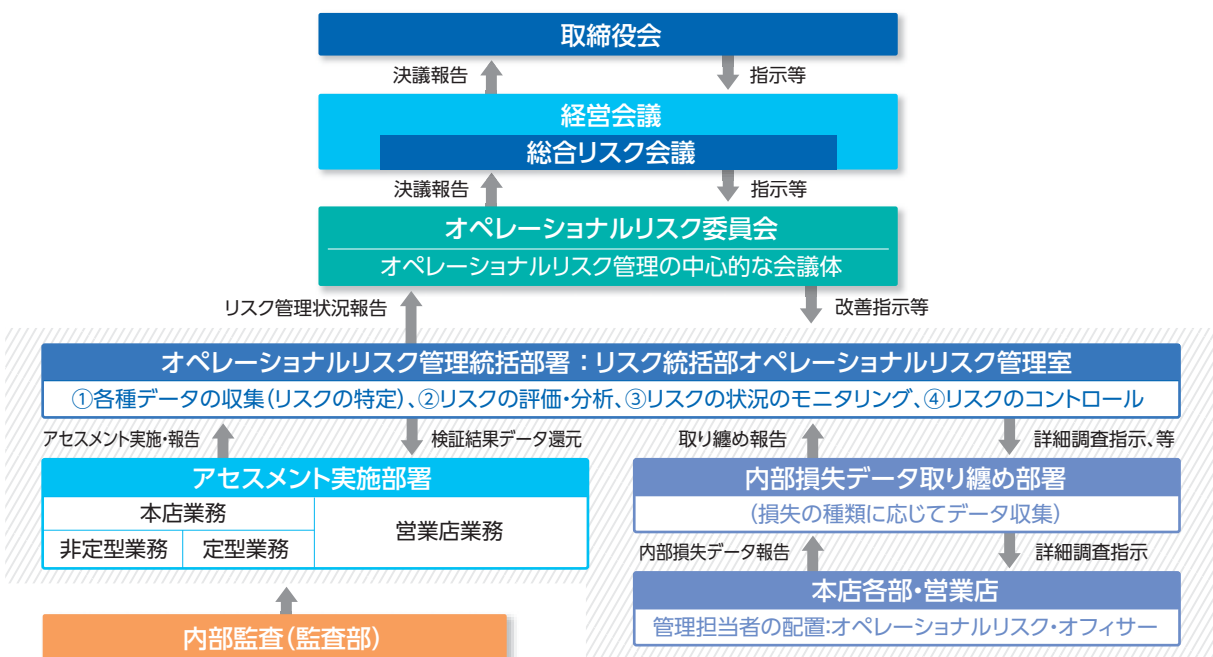 取締役会
決議報告
指示等
経営会議
総合リスク会議
決議報告
指示等
オペレーショナルリスク委員会
オペレーショナルリスク管理の中心的な会議体
リスク管理状況報告
改善指示等
オペレーショナルリスク管理統括部署：リスク統括部オペレーショナルリスク管理室
①各種データの収集（リスクの特定）、②リスクの評価・分析、③リスクの状況のモニタリング、④リスクのコントロール
アセスメント実施・報告
検証結果データ還元
取り纏め報告
詳細調査指示、等
アセスメント実施部署
本店業務
営業店業務
非定型業務
定型業務
内部損失データ取り纏め部署
（損失の種類に応じてデータ収集）
内部損失データ報告
詳細調査指示
本店各部・営業店
管理担当者の配置：オペレーショナルリスク・オフィサー
内部監査（監査部）